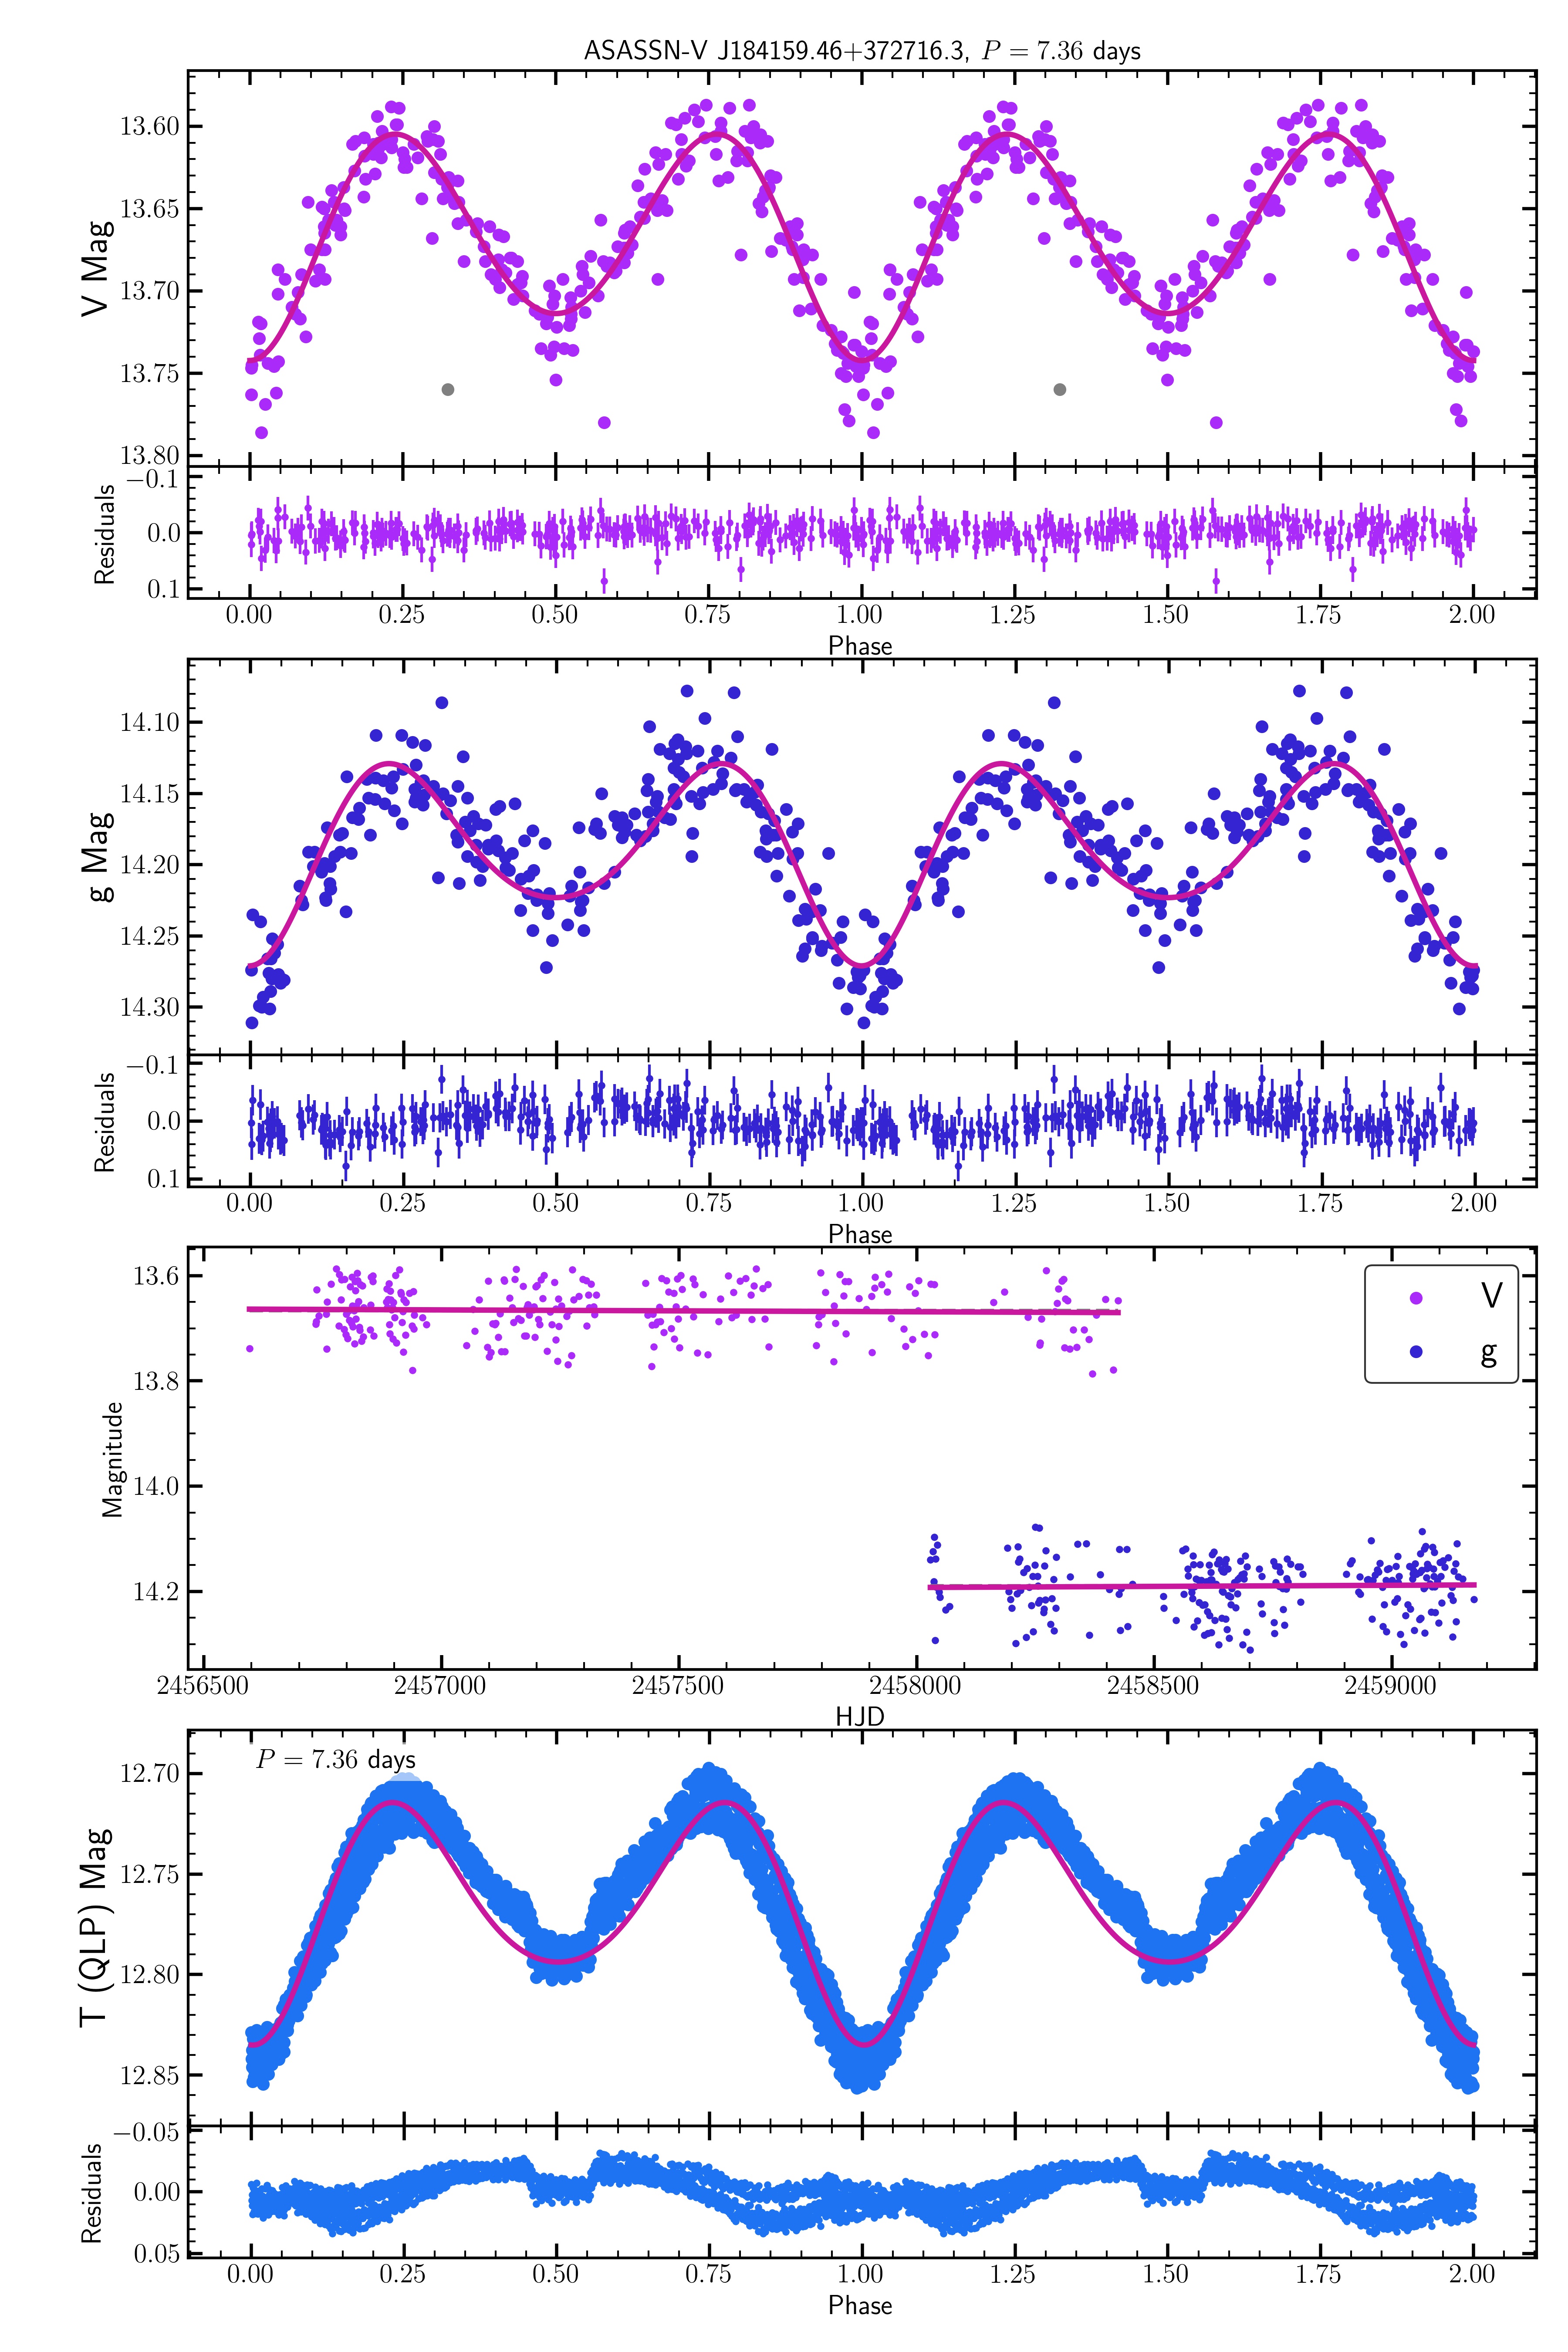 ASASSN-V J184159.46+372716.3, P = 7.36 days
V Mag
13.60
13.65
13.70
13.75
13.80
Residuals
−0.1
0.0
0.1
0.00 0.25 0.50 0.75 1.00 1.25 1.50 1.75 2.00
Phase
g Mag
14.10
14.15
14.20
14.25
14.30
Residuals
−0.1
0.0
0.1
0.00 0.25 0.50 0.75 1.00 1.25 1.50 1.75 2.00
Phase
Magnitude
13.6
13.8
14.0
14.2
V
g
2456500 2457000 2457500 2458000 2458500 2459000
HJD
P = 7.36 days
T (QLP) Mag
12.70
12.75
12.80
12.85
Residuals
−0.05
0.00
0.05
0.00 0.25 0.50 0.75 1.00 1.25 1.50 1.75 2.00
Phase